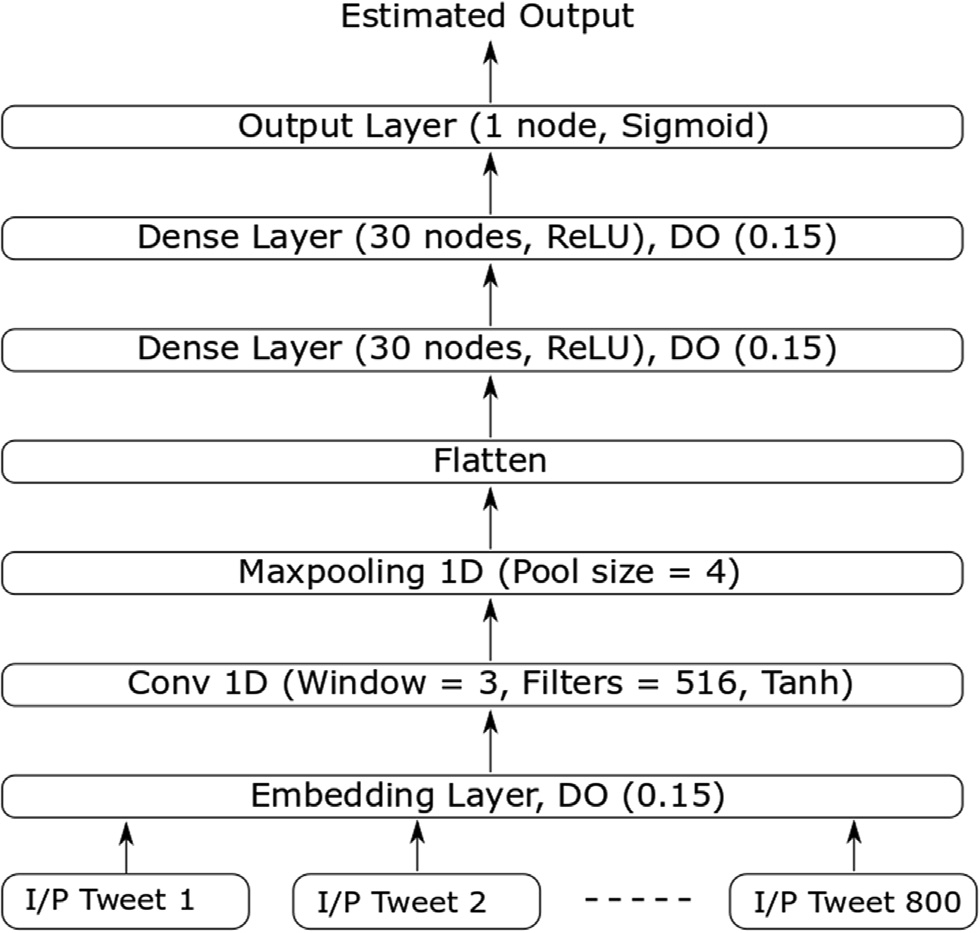 Estimated Output
Output Layer (1 node, Sigmoid)
Dense Layer (30 nodes, ReLU), DO (0.15)
Dense Layer (30 nodes, ReLU), DO (0.15)
Flatten
Maxpooling 1D (Pool size = 4)
Conv 1D (Window = 3, Filters = 516, Tanh)
Embedding Layer, DO (0.15)
I/P Tweet 1
I/P Tweet 2
I/P Tweet 800